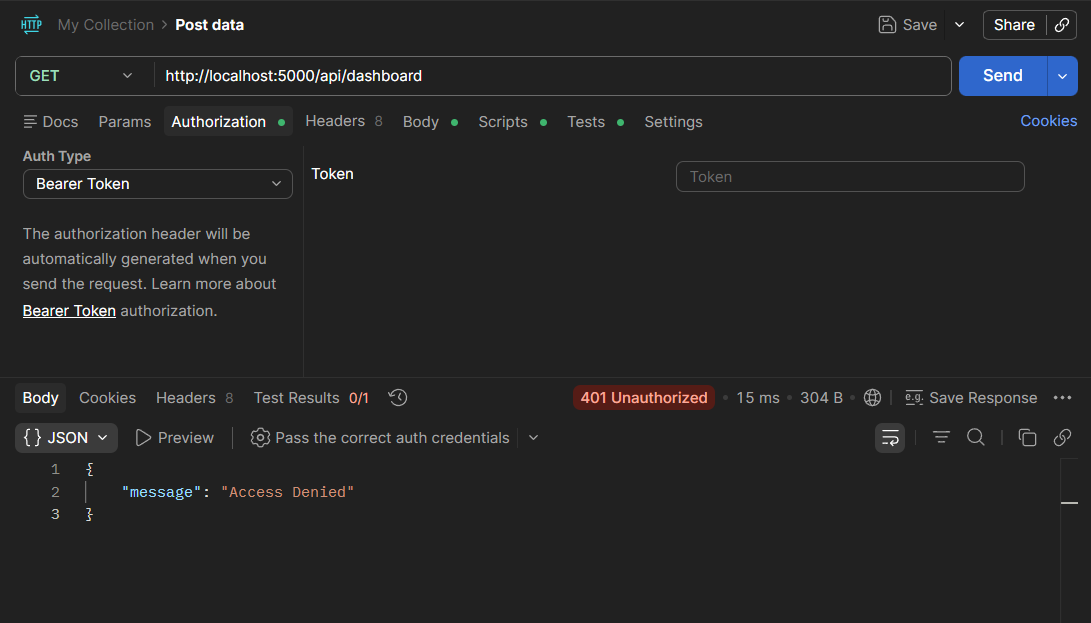 HTTP My Collection > Post data Save Share
GET http://localhost:5000/api/dashboard Send
Docs Params Authorization Headers 8 Body Scripts Tests Settings Cookies
Auth Type
Bearer Token
The authorization header will be
automatically generated when you
send the request. Learn more about
Bearer Token authorization.
Token Token
Body Cookies Headers 8 Test Results 0/1 401 Unauthorized • 15 ms • 304 B • e.g. Save Response
{} JSON Preview Pass the correct auth credentials
1 {
2 "message": "Access Denied"
3 }